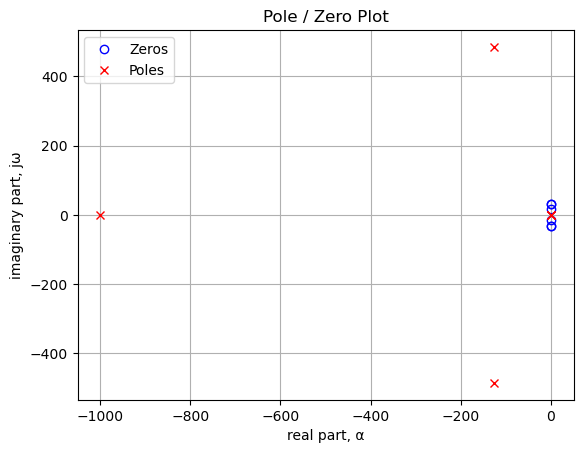 Pole / Zero Plot
Zeros
Poles
imaginary part, jω
400
200
0
−200
−400
−1000
−800
−600
−400
−200
0
real part, α